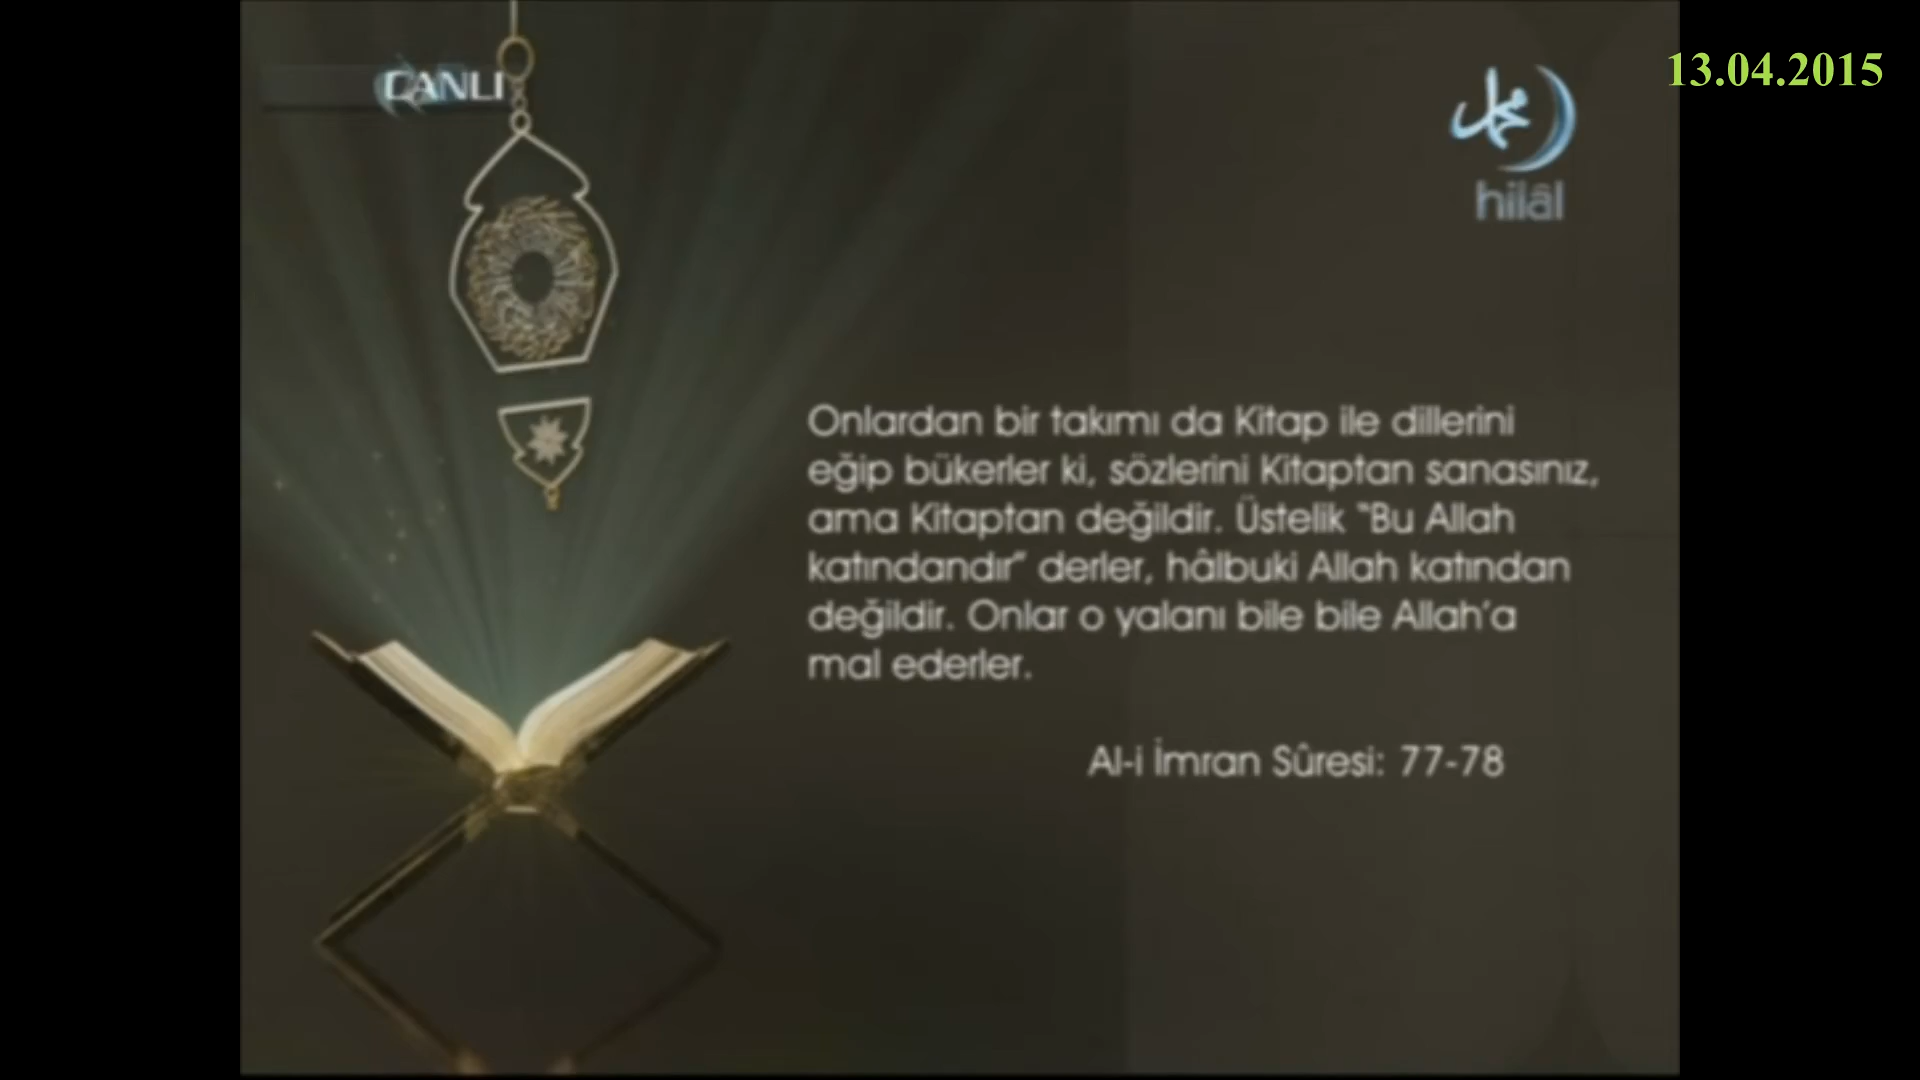 CANLI
13.04.2015
محمد
hilâl
Onlardan bir takımı da Kitap ile dillerini
eğip bükerler ki, sözlerini Kitaptan sanasınız,
ama Kitaptan değildir. Üstelik "Bu Allah
katındandır" derler, hâlbuki Allah katından
değildir. Onlar o yalanı bile bile Allah'a
mal ederler.
Al-i İmran Sûresi: 77-78